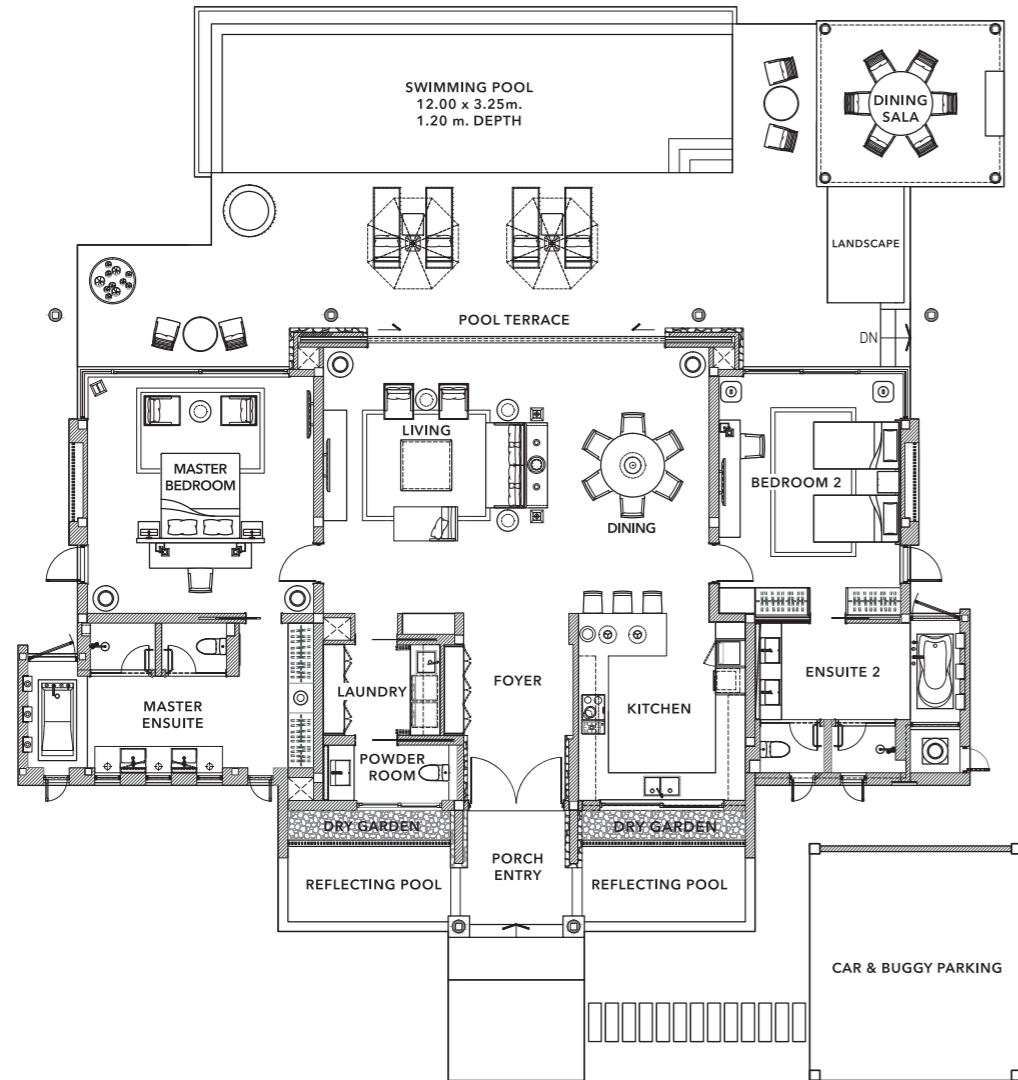 SWIMMING POOL
12.00 x 3.25m.
1.20 m. DEPTH
DINING
SALA
LANDSCAPE
POOL TERRACE
DN
LIVING
MASTER
BEDROOM
BEDROOM 2
DINING
LAUNDRY
FOYER
ENSUITE 2
MASTER
ENSUITE
KITCHEN
POWDER
ROOM
DRY GARDEN
DRY GARDEN
PORCH
ENTRY
REFLECTING POOL
REFLECTING POOL
CAR & BUGGY PARKING